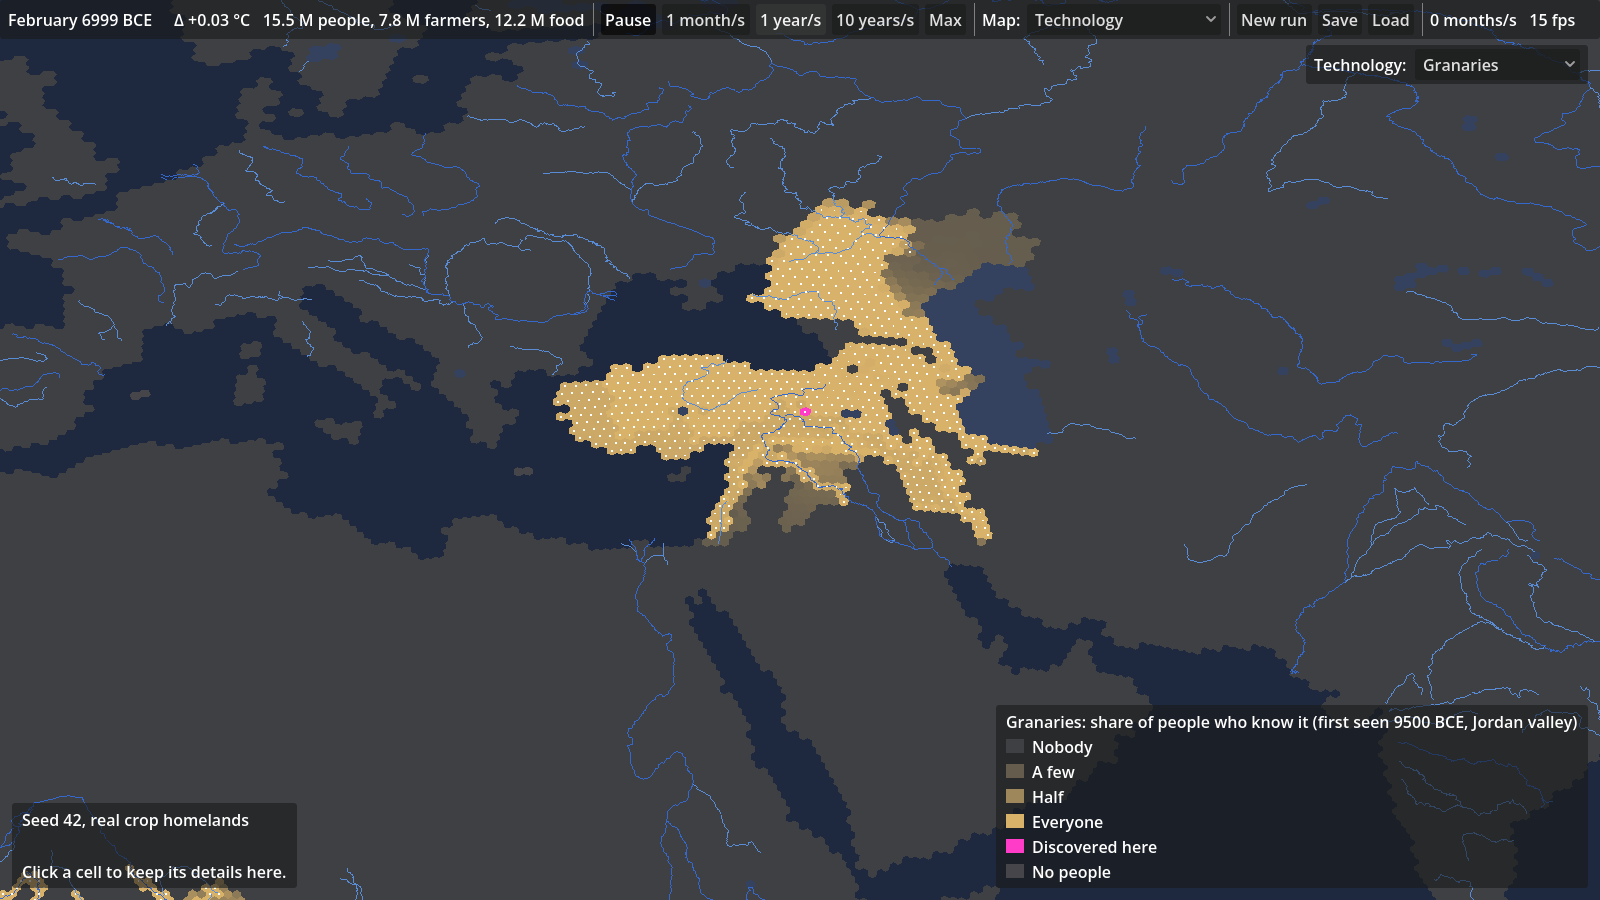 February 6999 BCE Δ +0.03 °C 15.5 M people, 7.8 M farmers, 12.2 M food Pause 1 month/s 1 year/s 10 years/s Max Map: Technology New run Save Load 0 months/s 15 fps
Technology: Granaries
Granaries: share of people who know it (first seen 9500 BCE, Jordan valley)
Nobody
A few
Half
Everyone
Discovered here
No people
Seed 42, real crop homelands
Click a cell to keep its details here.